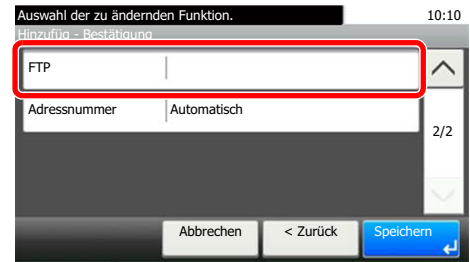 Auswahl der zu ändernden Funktion. 10:10
Hinzufüg - Bestätigung
FTP
Adressnummer Automatisch
2/2
Abbrechen < Zurück Speichern